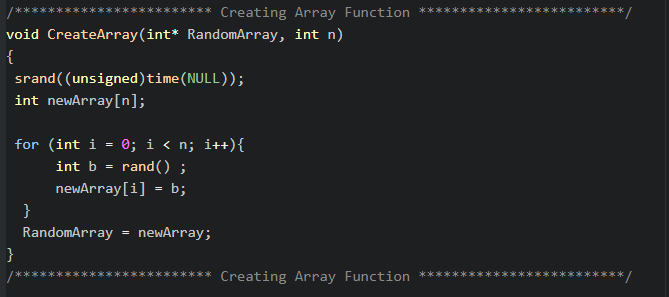 /************************ Creating Array Function *************************/
void CreateArray(int* RandomArray, int n)
{
srand((unsigned)time(NULL));
int newArray[n];
for (int i = 0; i < n; i++){
int b = rand() ;
newArray[i] = b;
}
RandomArray = newArray;
}
/************************ Creating Array Function *************************/